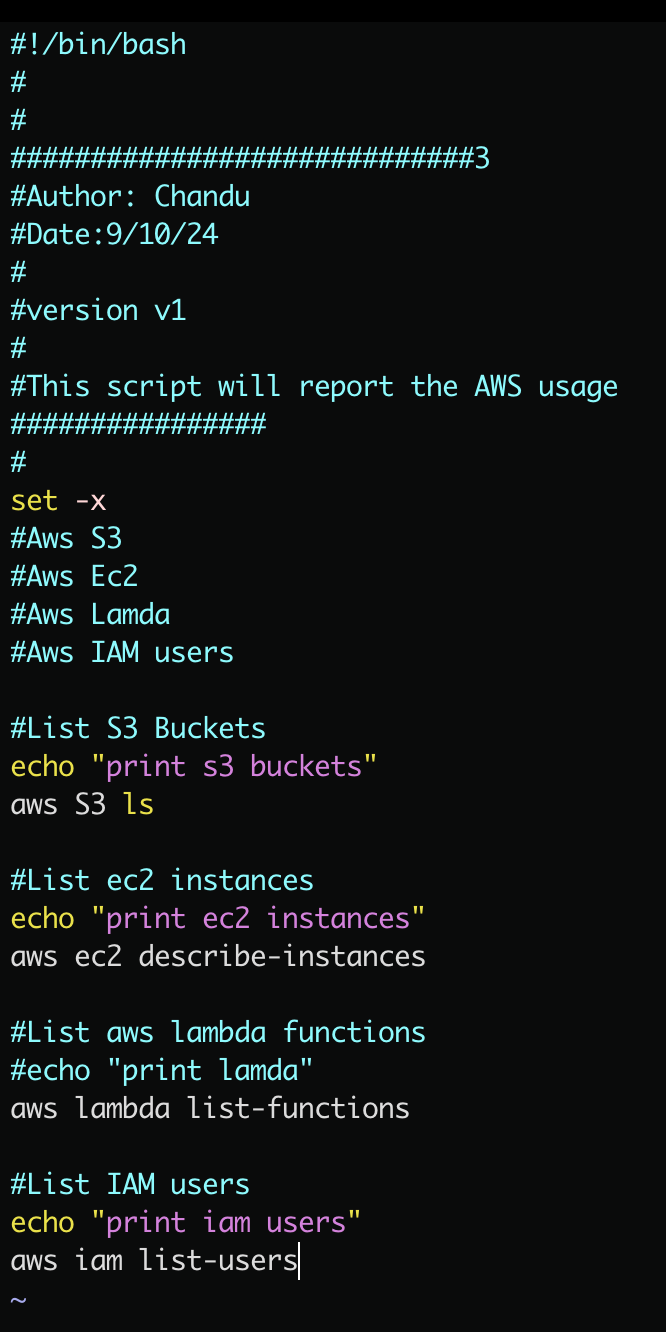 #!/bin/bash
#
#
#############################3
#Author: Chandu
#Date:9/10/24
#
#version v1
#
#This script will report the AWS usage
################
#
set -x
#Aws S3
#Aws Ec2
#Aws Lamda
#Aws IAM users

#List S3 Buckets
echo "print s3 buckets"
aws S3 ls

#List ec2 instances
echo "print ec2 instances"
aws ec2 describe-instances

#List aws lambda functions
#echo "print lamda"
aws lambda list-functions

#List IAM users
echo "print iam users"
aws iam list-users
~